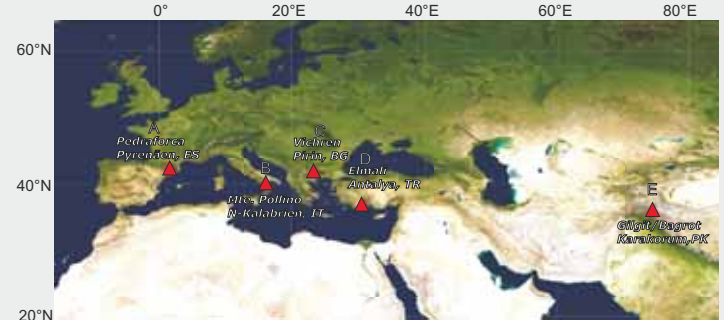 0° 20°E 40°E 60°E 80°E
60°N
A
Pedraforca
Pyrenäen, ES
C
Vichren
Pirin, BG
B
Mte. Pollino
N-Kalabrien, IT
D
Elmalı
Antalya, TR
40°N
E
Gilgit/Bagrot
Karakorum,PK
20°N